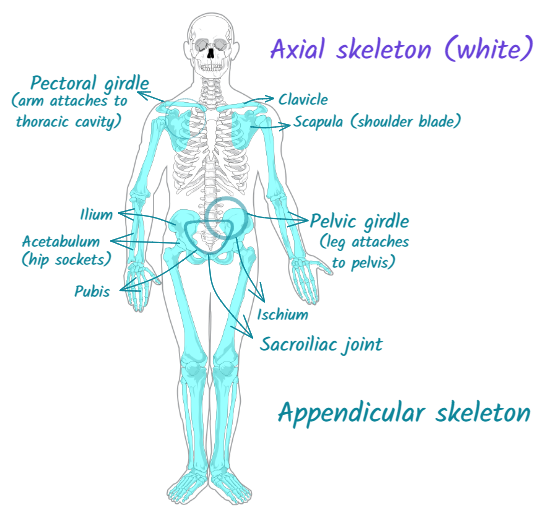 Axial skeleton (white)
Pectoral girdle
(arm attaches to
thoracic cavity)
Clavicle
Scapula (shoulder blade)
Ilium
Acetabulum
(hip sockets)
Pubis
Pelvic girdle
(leg attaches
to pelvis)
Ischium
Sacroiliac joint
Appendicular skeleton